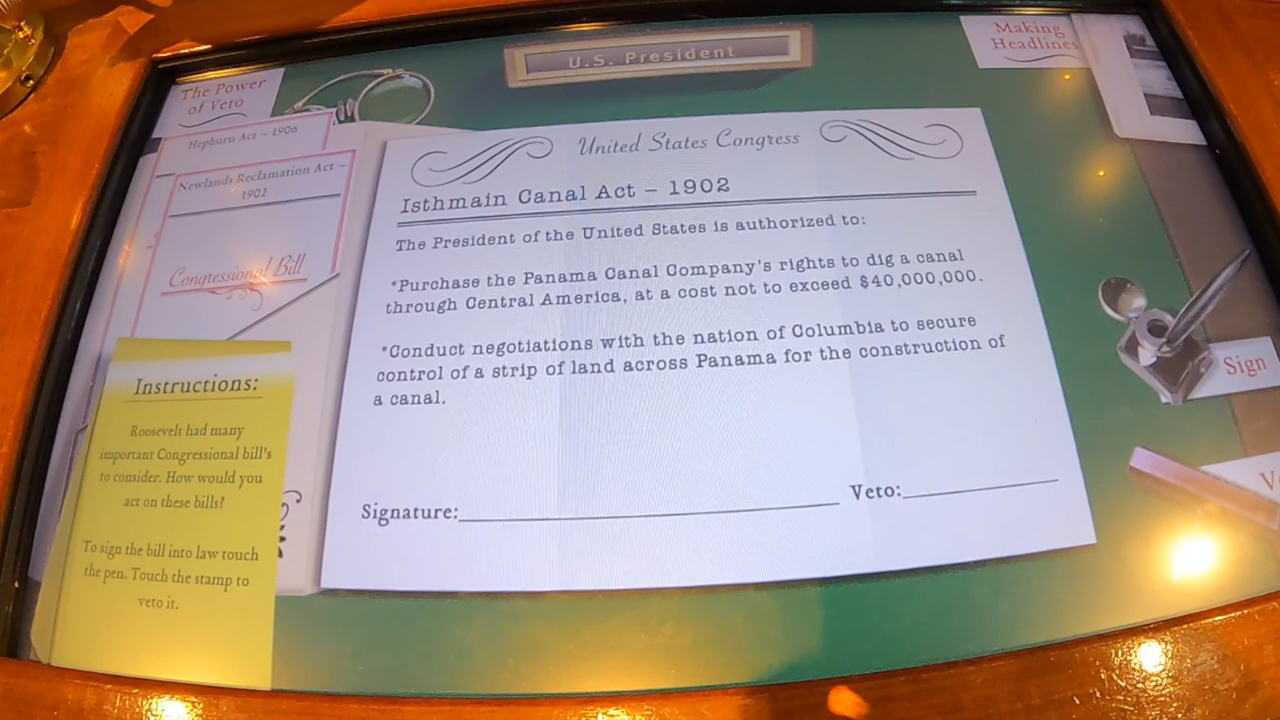 U.S. President
Making
Headlines
The Power
of Veto
Hepburn Act – 1906
Newlands Reclamation Act –
1902
Congressional Bill
United States Congress
Isthmain Canal Act – 1902
The President of the United States is authorized to:
*Purchase the Panama Canal Company's rights to dig a canal
through Central America, at a cost not to exceed $40,000,000.
*Conduct negotiations with the nation of Columbia to secure
control of a strip of land across Panama for the construction of
a canal.
Signature:
Veto:
Instructions:
Roosevelt had many
important Congressional bill's
to consider. How would you
act on these bills?
To sign the bill into law touch
the pen. Touch the stamp to
veto it.
Sign